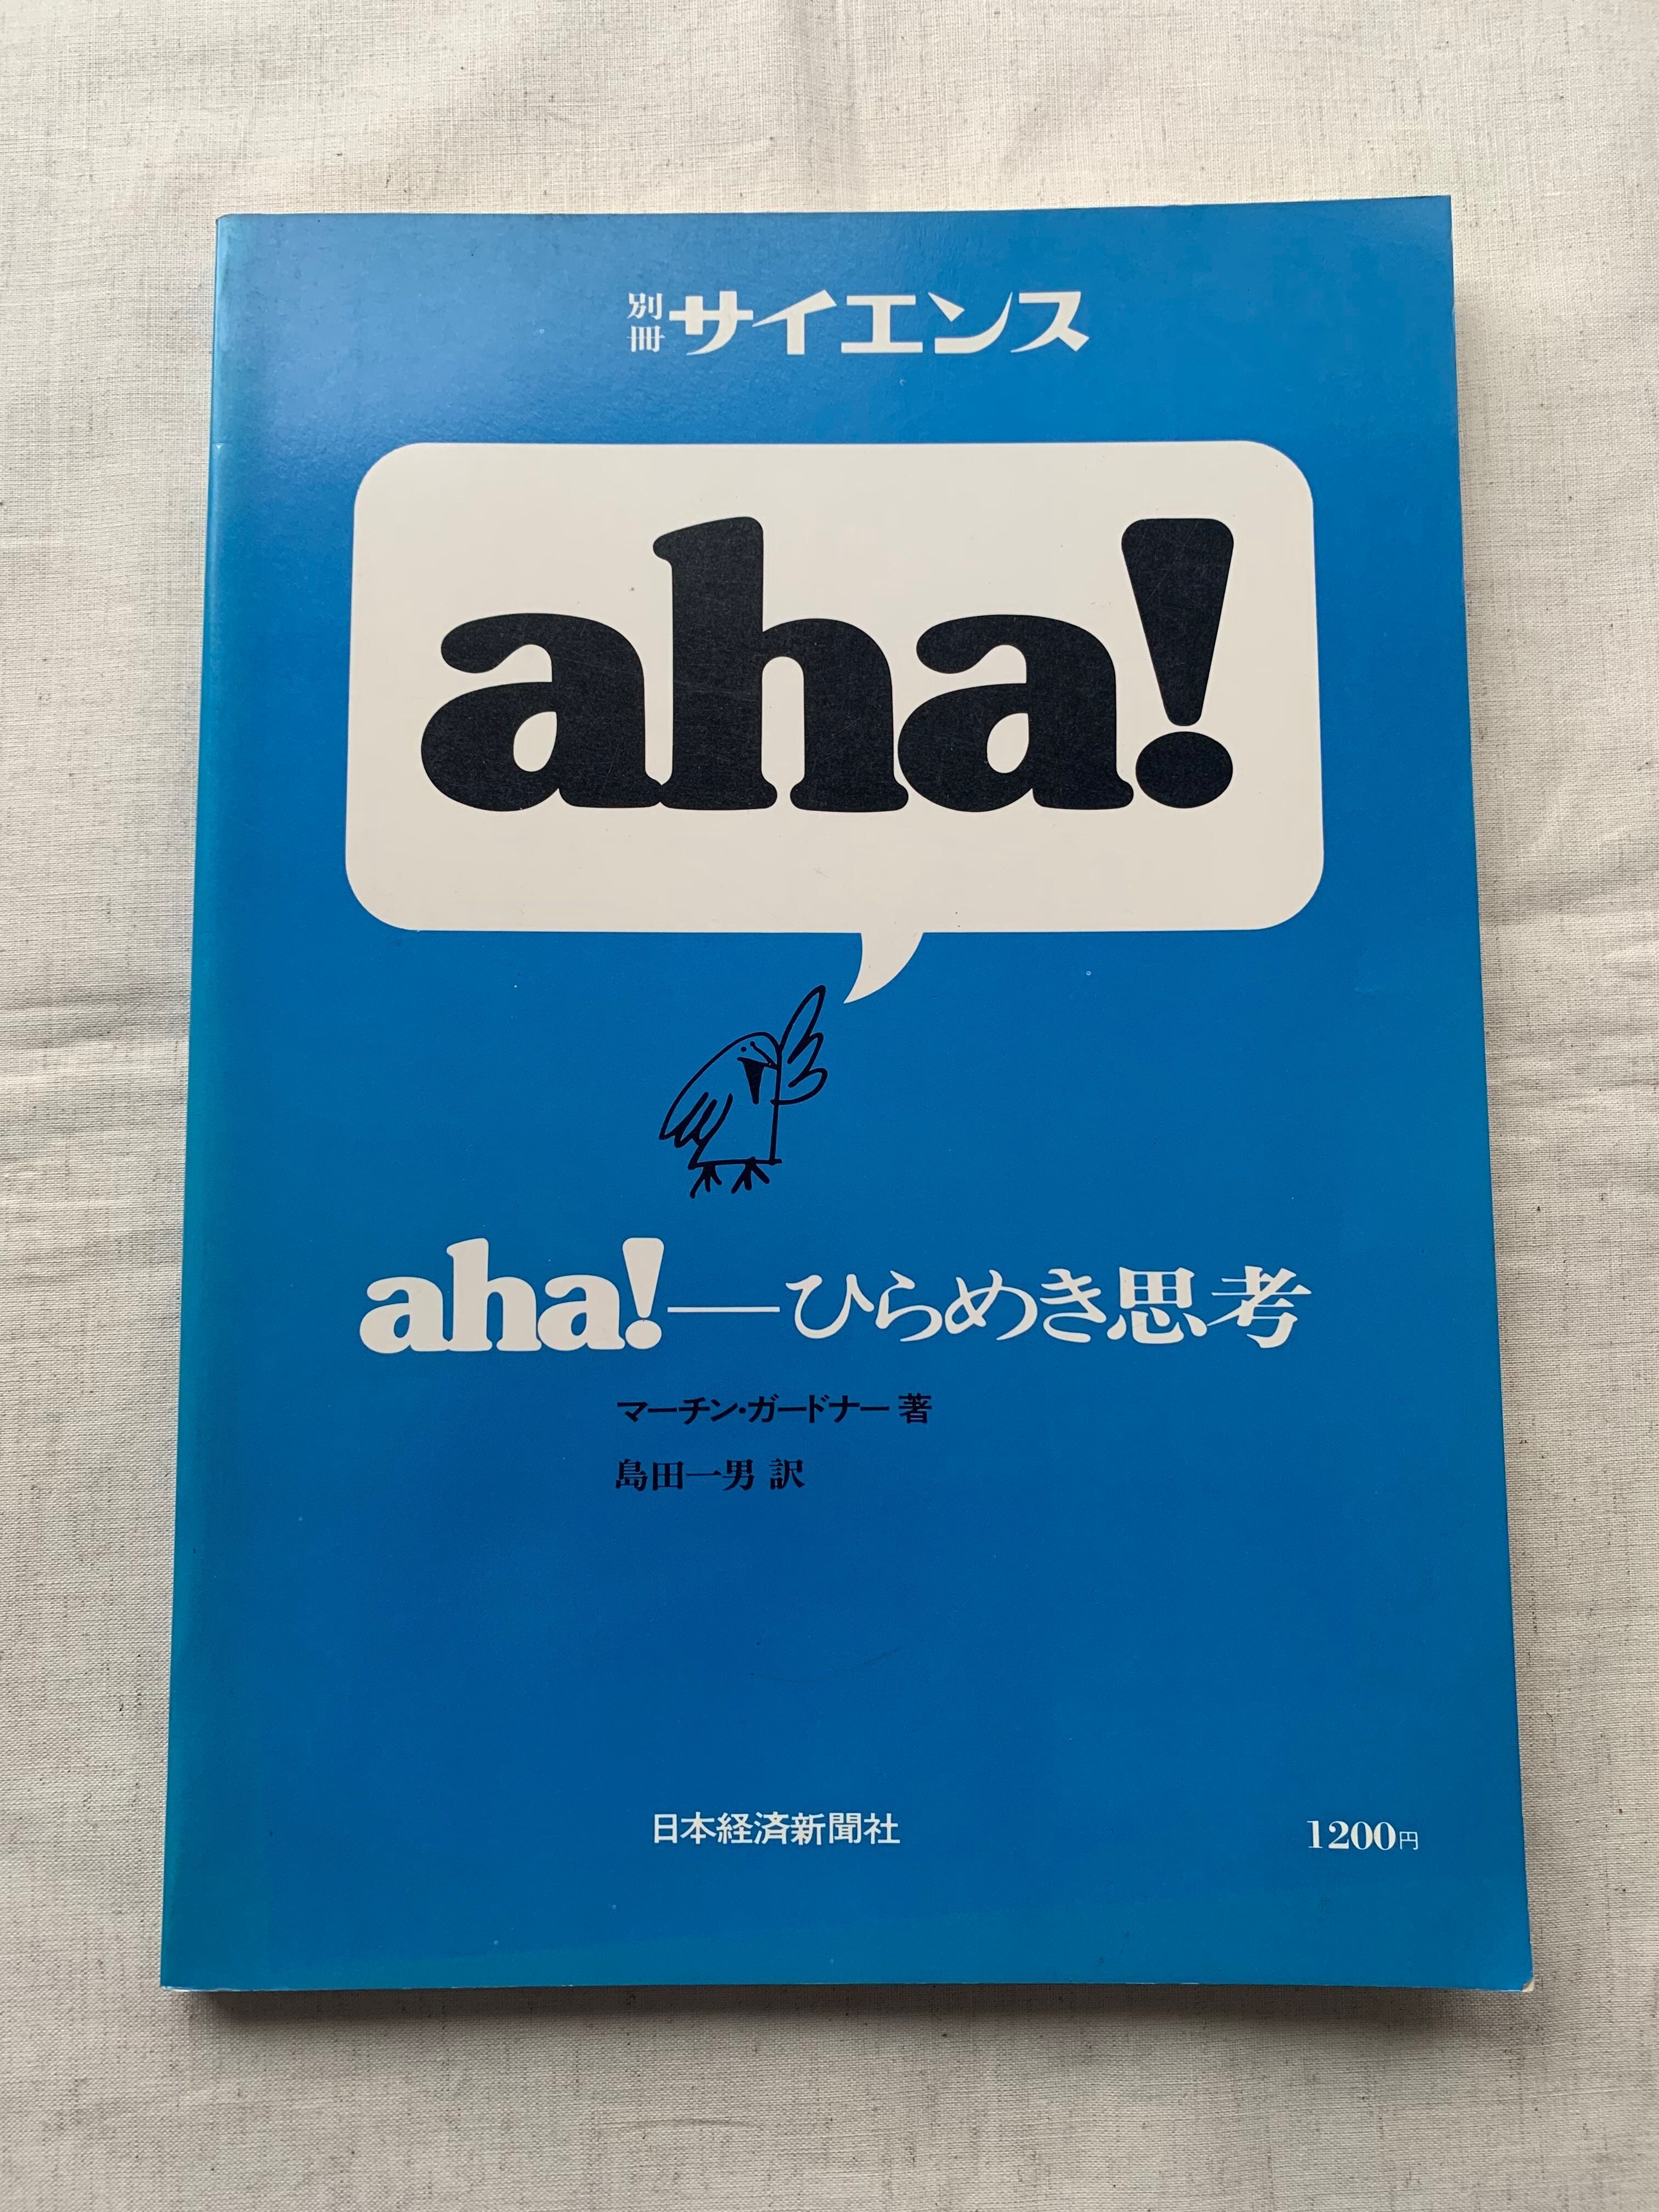 別冊サイエンス
aha!
aha!—ひらめき思考
マーチン・ガードナー 著
島田一男 訳
日本経済新聞社
1200円